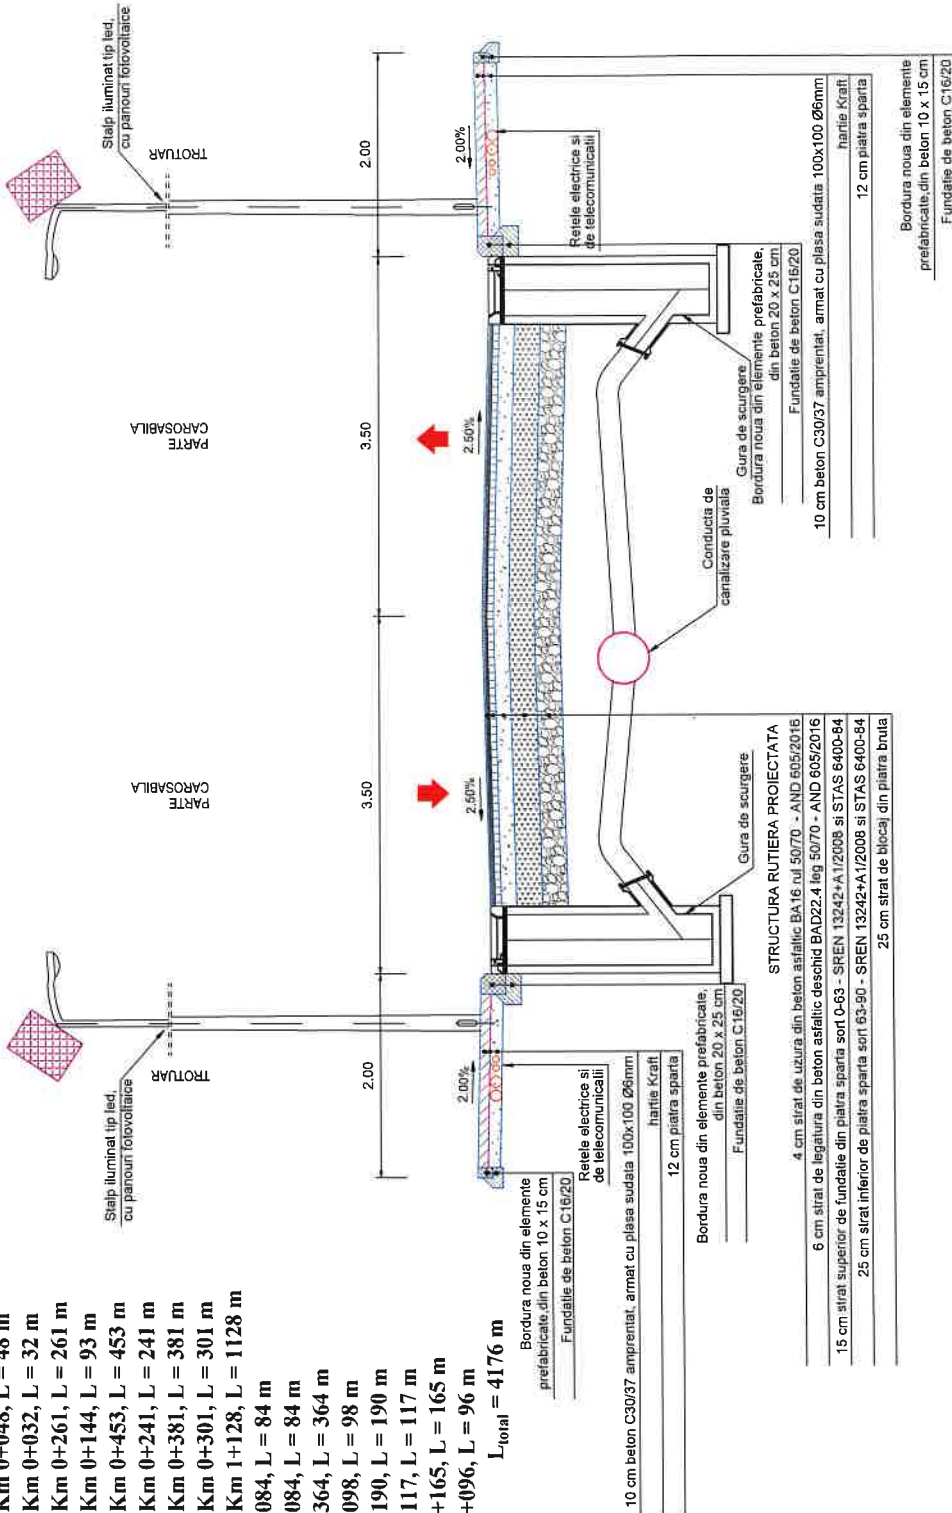 Km 0+048, L = 48 m
Km 0+032, L = 32 m
Km 0+261, L = 261 m
Km 0+144, L = 93 m
Km 0+453, L = 453 m
Km 0+241, L = 241 m
Km 0+381, L = 381 m
Km 0+301, L = 301 m
Km 1+128, L = 1128 m
084, L = 84 m
084, L = 84 m
364, L = 364 m
098, L = 98 m
190, L = 190 m
117, L = 117 m
+165, L = 165 m
+096, L = 96 m
Ltotal = 4176 m
Stalp iluminat tip led,
cu panouri fotovoltaice
TROTUAR
PARTE
CAROSABILA
PARTE
CAROSABILA
Stalp iluminat tip led,
cu panouri fotovoltaice
TROTUAR
2.00
3.50
3.50
2.00
2.00%
2.50%
2.50%
2.00%
Bordura noua din elemente
prefabricate,din beton 10 x 15 cm
Fundatie de beton C16/20
Retele electrice si
de telecomunicatii
10 cm beton C30/37 amprentat, armat cu plasa sudata 100x100 Ø6mm
hartie Kraft
12 cm piatra sparta
Bordura noua din elemente prefabricate,
din beton 20 x 25 cm
Fundatie de beton C16/20
Gura de scurgere
STRUCTURA RUTIERA PROIECTATA
4 cm strat de uzura din beton asfaltic BA16 rul 50/70 - AND 605/2016
6 cm strat de legatura din beton asfaltic deschid BAD22.4 leg 50/70 - AND 605/2016
15 cm strat superior de fundatie din piatra sparta sort 0-63 - SREN 13242+A1/2008 si STAS 6400-84
25 cm strat inferior de piatra sparta sort 63-90 - SREN 13242+A1/2008 si STAS 6400-84
25 cm strat de blocaj din piatra bruta
Conducta de
canalizare pluviala
Gura de scurgere
Bordura noua din elemente prefabricate,
din beton 20 x 25 cm
Fundatie de beton C16/20
Retele electrice si
de telecomunicatii
10 cm beton C30/37 amprentat, armat cu plasa sudata 100x100 Ø6mm
hartie Kraft
12 cm piatra sparta
Bordura noua din elemente
prefabricate,din beton 10 x 15 cm
Fundatie de beton C16/20